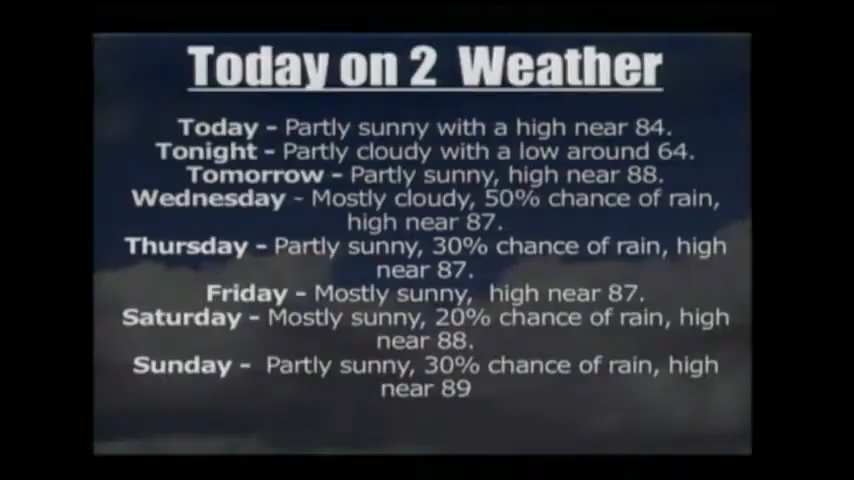 Today on 2 Weather
Today - Partly sunny with a high near 84.
Tonight - Partly cloudy with a low around 64.
Tomorrow - Partly sunny, high near 88.
Wednesday - Mostly cloudy, 50% chance of rain,
high near 87.
Thursday - Partly sunny, 30% chance of rain, high
near 87.
Friday - Mostly sunny, high near 87.
Saturday - Mostly sunny, 20% chance of rain, high
near 88.
Sunday - Partly sunny, 30% chance of rain, high
near 89